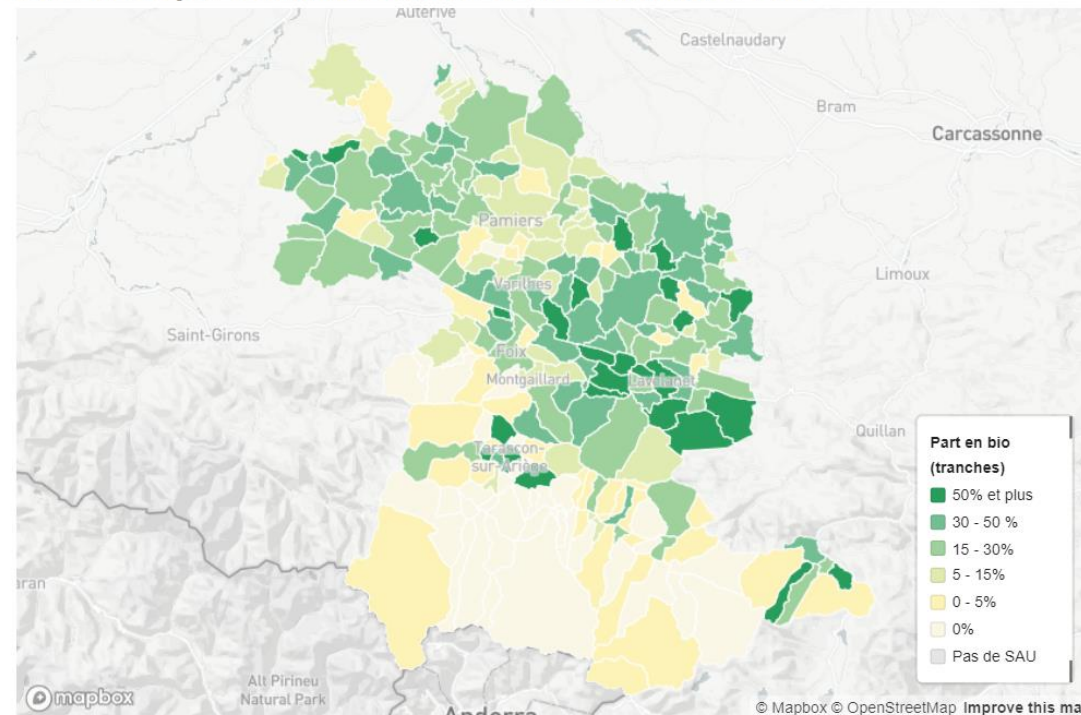 Auterive
Castelnaudary
Bram
Carcassonne
Pamiers
Limoux
Varilhes
Saint-Girons
Foix
Montgaillard
Lavelanet
Quillan
Tarascon-
sur-Ariège
Part en bio
(tranches)
50% et plus
30 - 50 %
15 - 30%
5 - 15%
0 - 5%
0%
Pas de SAU
Alt Pirineu
Natural Park
mapbox
Andorra
© Mapbox © OpenStreetMap Improve this ma